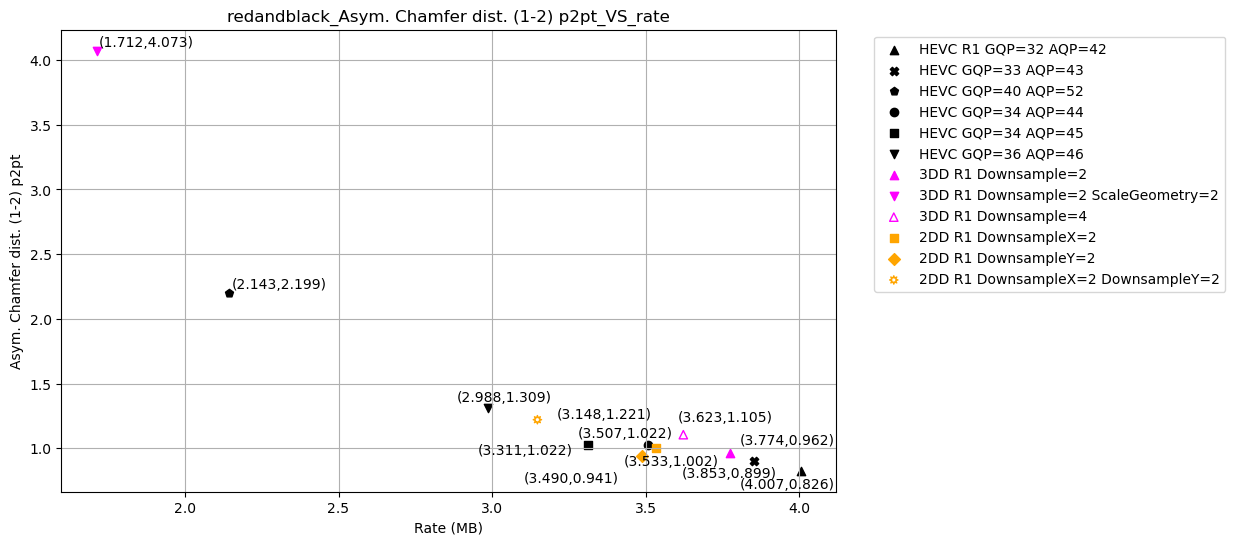 redandblack_Asym. Chamfer dist. (1-2) p2pt_VS_rate
Asym. Chamfer dist. (1-2) p2pt
4.0
3.5
3.0
2.5
2.0
1.5
1.0
(1.712,4.073)
(2.143,2.199)
(2.988,1.309)
(3.148,1.221)
(3.623,1.105)
(3.507,1.022)
(3.774,0.962)
(3.311,1.022)
(3.533,1.002)
(3.490,0.941)
(3.853,0.899)
(4.007,0.826)
2.0
2.5
3.0
3.5
4.0
Rate (MB)
HEVC R1 GQP=32 AQP=42
HEVC GQP=33 AQP=43
HEVC GQP=40 AQP=52
HEVC GQP=34 AQP=44
HEVC GQP=34 AQP=45
HEVC GQP=36 AQP=46
3DD R1 Downsample=2
3DD R1 Downsample=2 ScaleGeometry=2
3DD R1 Downsample=4
2DD R1 DownsampleX=2
2DD R1 DownsampleY=2
2DD R1 DownsampleX=2 DownsampleY=2